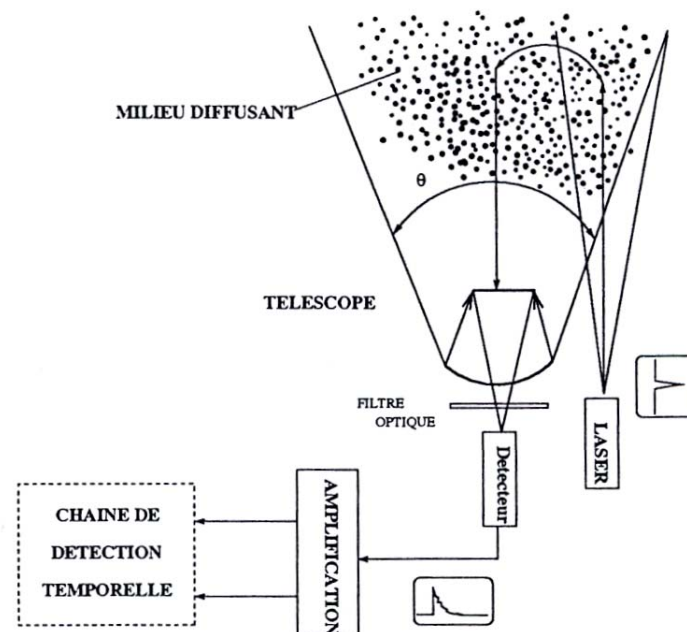 MILIEU DIFFUSANT
θ
TELESCOPE
FILTRE
OPTIQUE
Detecteur
LASER
AMPLIFICATION
CHAINE DE
DETECTION
TEMPORELLE